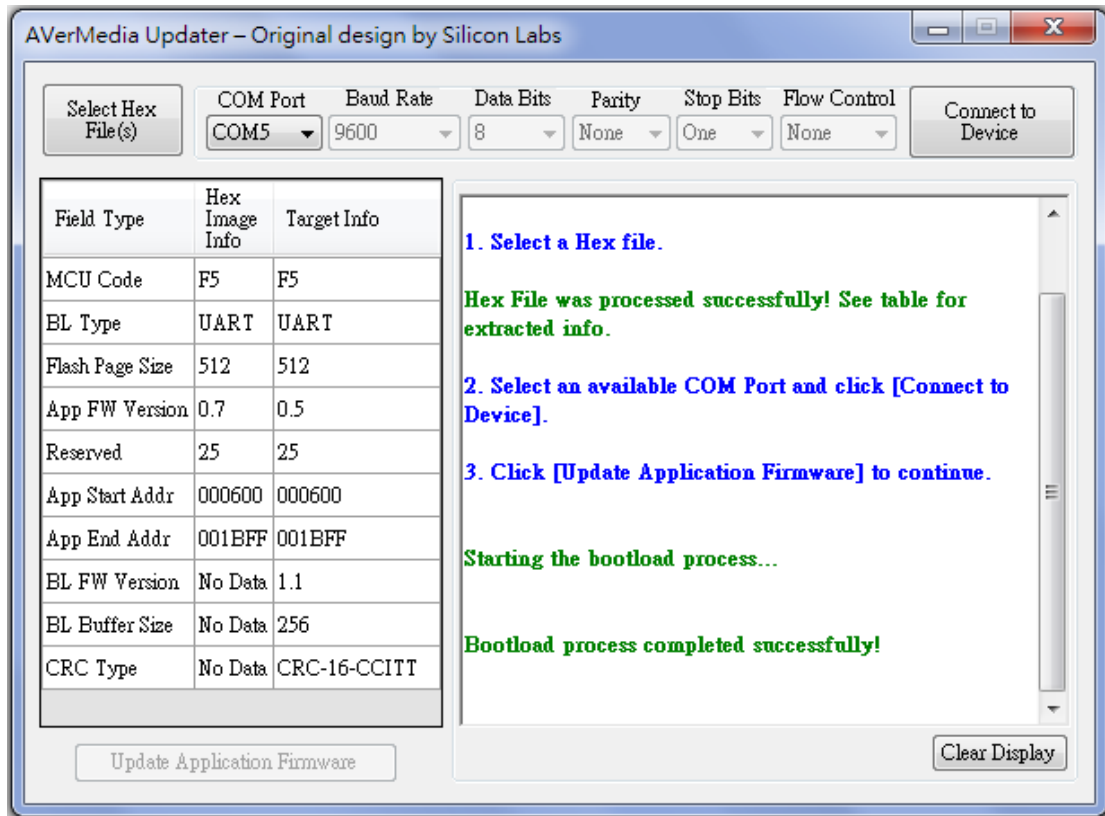 AVerMedia Updater – Original design by Silicon Labs
Select Hex
File(s)
COM Port Baud Rate Data Bits Parity Stop Bits Flow Control
COM5 9600 8 None One None
Connect to
Device
Field Type Hex Image Info Target Info
MCU Code F5 F5
BL Type UART UART
Flash Page Size 512 512
App FW Version 0.7 0.5
Reserved 25 25
App Start Addr 000600 000600
App End Addr 001BFF 001BFF
BL FW Version No Data 1.1
BL Buffer Size No Data 256
CRC Type No Data CRC-16-CCITT
Update Application Firmware
1. Select a Hex file.
Hex File was processed successfully! See table for
extracted info.
2. Select an available COM Port and click [Connect to
Device].
3. Click [Update Application Firmware] to continue.
Starting the bootload process...
Bootload process completed successfully!
Clear Display